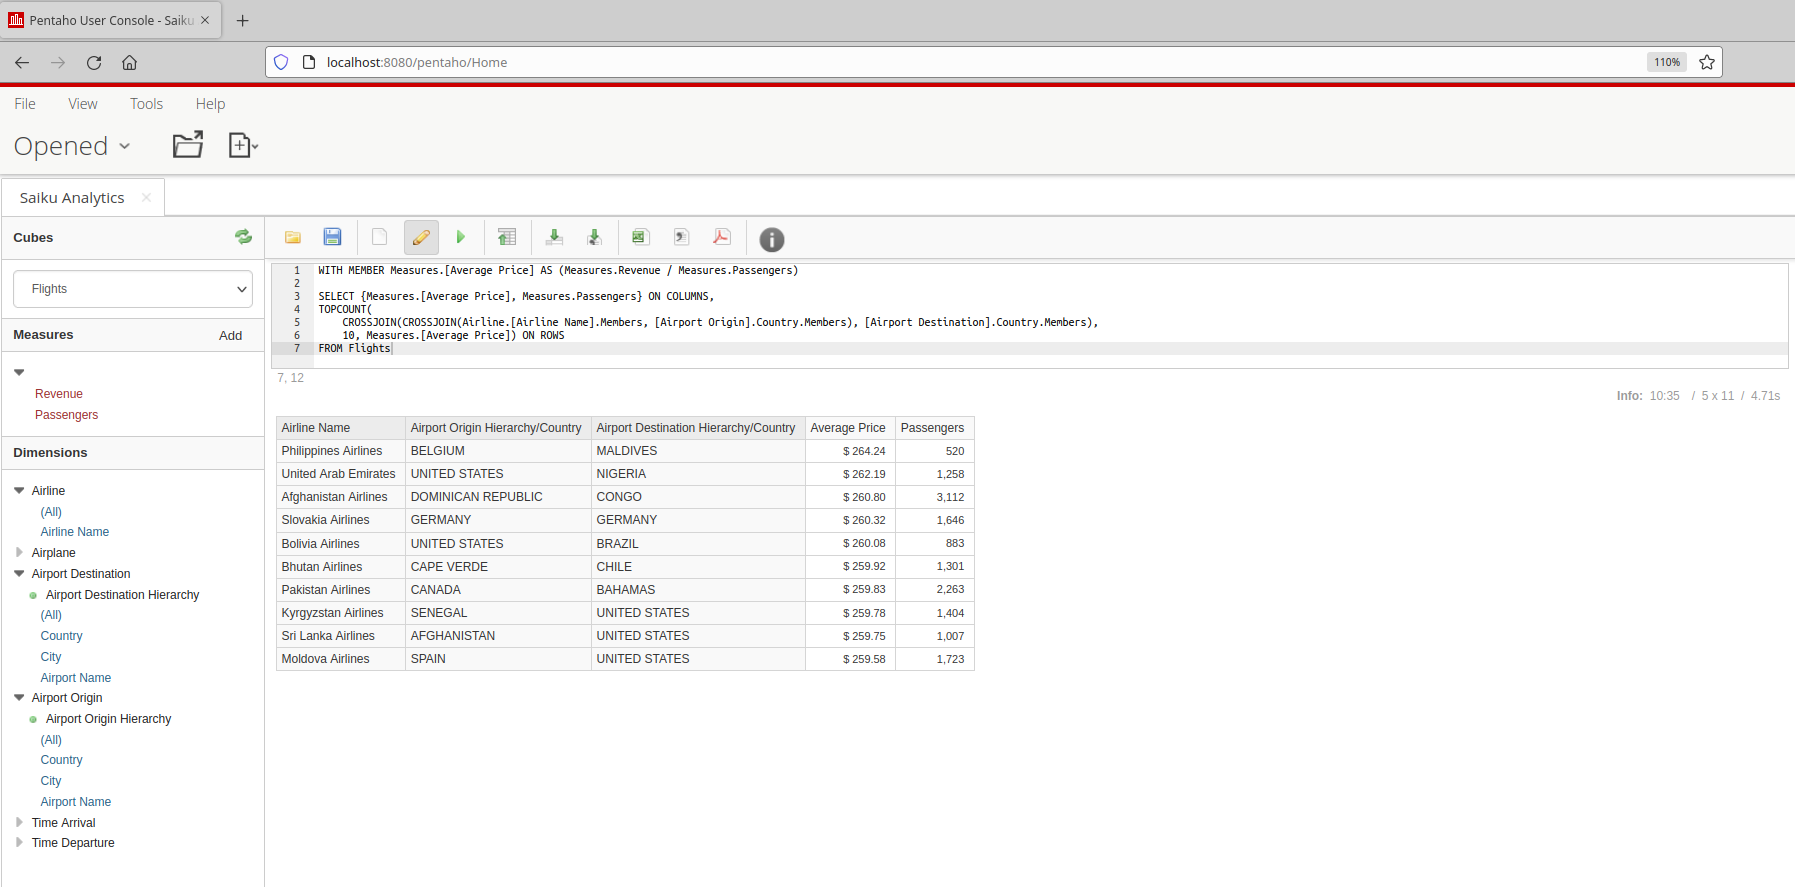 Pentaho User Console - Saiku
localhost:8080/pentaho/Home
110%
File View Tools Help
Opened
Saiku Analytics
Cubes
Flights
Measures Add
Revenue
Passengers
Dimensions
Airline
(All)
Airline Name
Airplane
Airport Destination
Airport Destination Hierarchy
(All)
Country
City
Airport Name
Airport Origin
Airport Origin Hierarchy
(All)
Country
City
Airport Name
Time Arrival
Time Departure
1 WITH MEMBER Measures.[Average Price] AS (Measures.Revenue / Measures.Passengers)
2
3 SELECT {Measures.[Average Price], Measures.Passengers} ON COLUMNS,
4 TOPCOUNT(
5 CROSSJOIN(CROSSJOIN(Airline.[Airline Name].Members, [Airport Origin].Country.Members), [Airport Destination].Country.Members),
6 10, Measures.[Average Price]) ON ROWS
7 FROM Flights
7, 12
Info: 10:35 / 5 x 11 / 4.71s
Airline Name Airport Origin Hierarchy/Country Airport Destination Hierarchy/Country Average Price Passengers
Philippines Airlines BELGIUM MALDIVES $ 264.24 520
United Arab Emirates UNITED STATES NIGERIA $ 262.19 1,258
Afghanistan Airlines DOMINICAN REPUBLIC CONGO $ 260.80 3,112
Slovakia Airlines GERMANY GERMANY $ 260.32 1,646
Bolivia Airlines UNITED STATES BRAZIL $ 260.08 883
Bhutan Airlines CAPE VERDE CHILE $ 259.92 1,301
Pakistan Airlines CANADA BAHAMAS $ 259.83 2,263
Kyrgyzstan Airlines SENEGAL UNITED STATES $ 259.78 1,404
Sri Lanka Airlines AFGHANISTAN UNITED STATES $ 259.75 1,007
Moldova Airlines SPAIN UNITED STATES $ 259.58 1,723